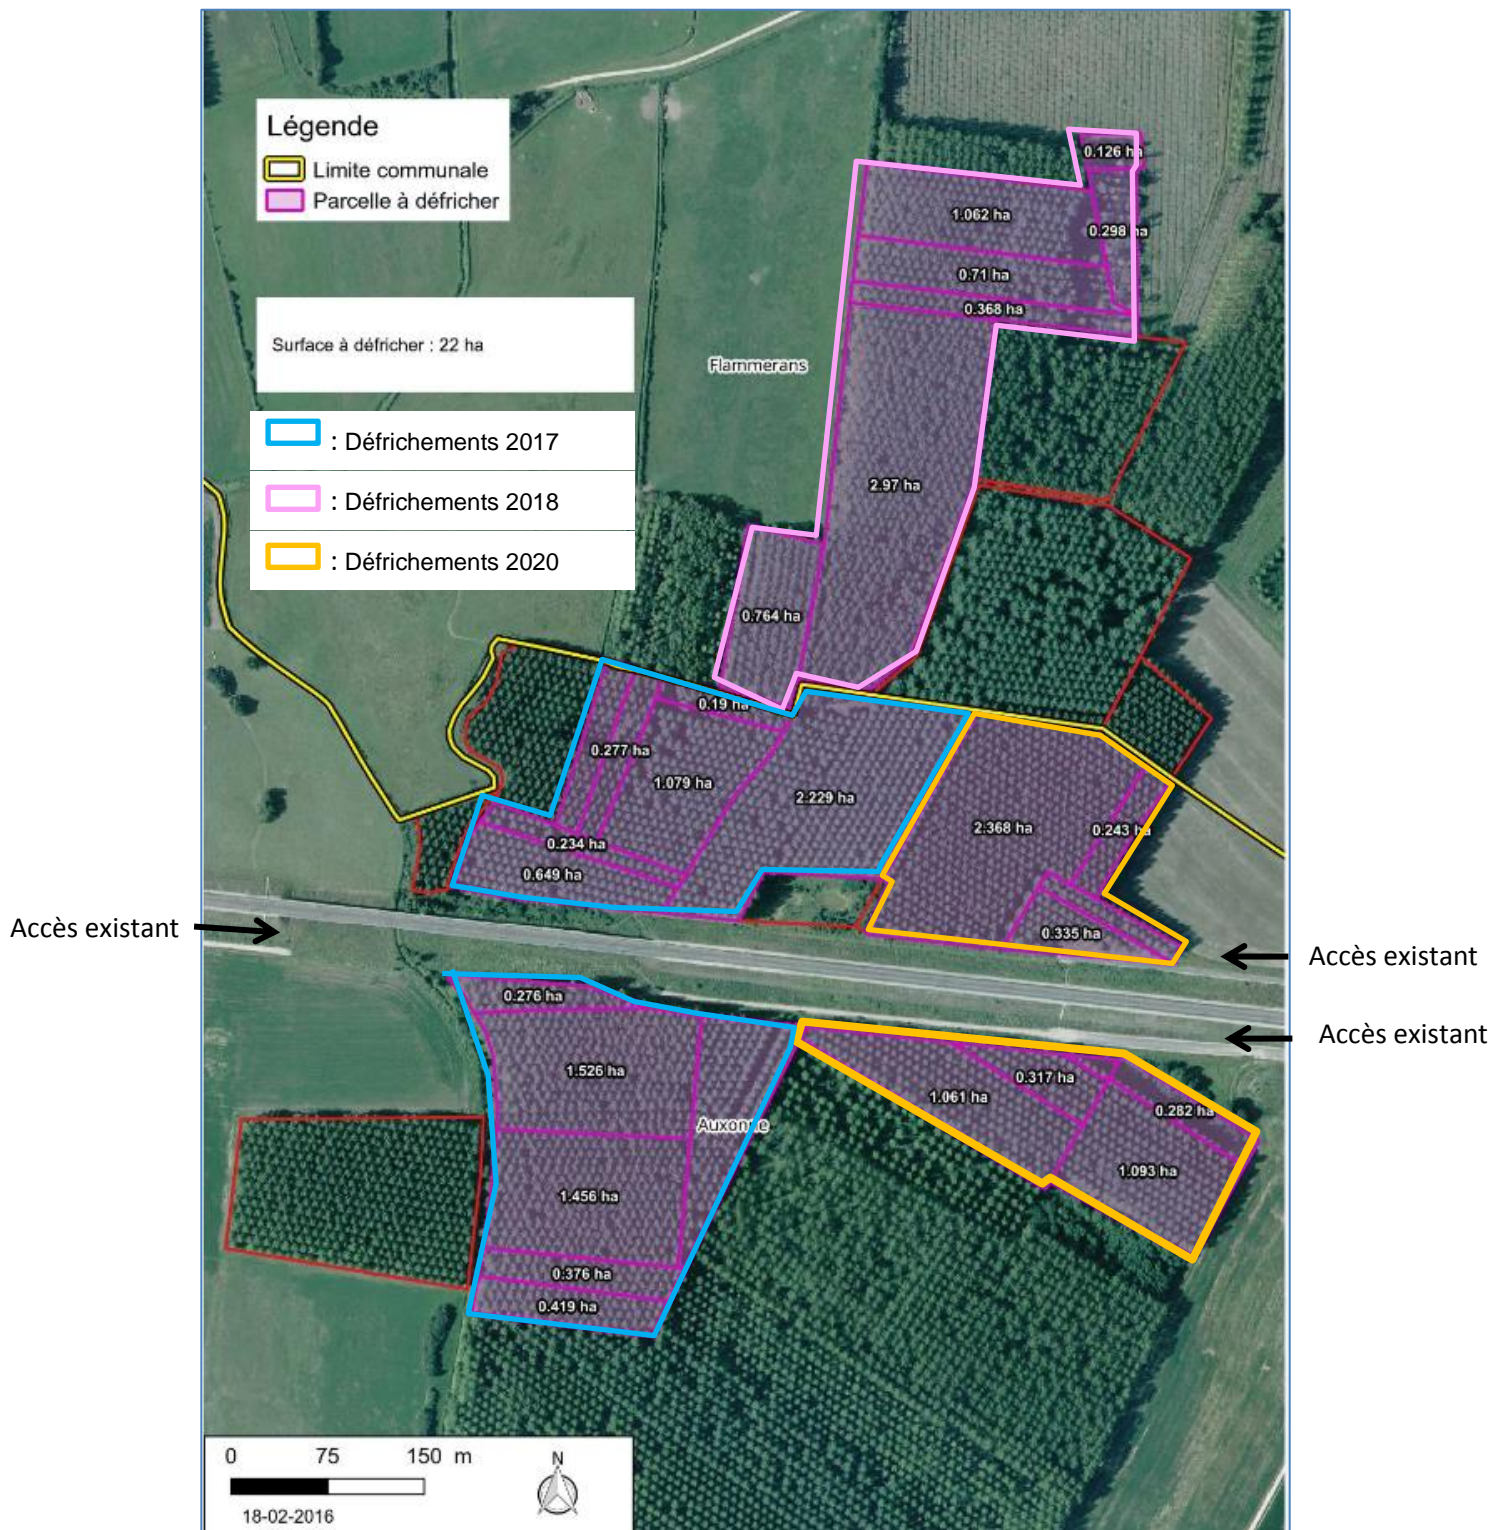 Légende
Limite communale
Parcelle à défricher
Surface à défricher : 22 ha
: Défrichements 2017
: Défrichements 2018
: Défrichements 2020
0.126 ha
1.062 ha
0.298 ha
0.71 ha
0.368 ha
Flammerans
2.97 ha
0.764 ha
0.19 ha
0.277 ha
1.079 ha
2.229 ha
2.368 ha
0.243 ha
0.234 ha
0.649 ha
0.335 ha
Accès existant
Accès existant
Accès existant
0.276 ha
1.526 ha
0.317 ha
1.061 ha
0.282 ha
Auxonne
1.093 ha
1.456 ha
0.376 ha
0.419 ha
0 75 150 m
N
18-02-2016